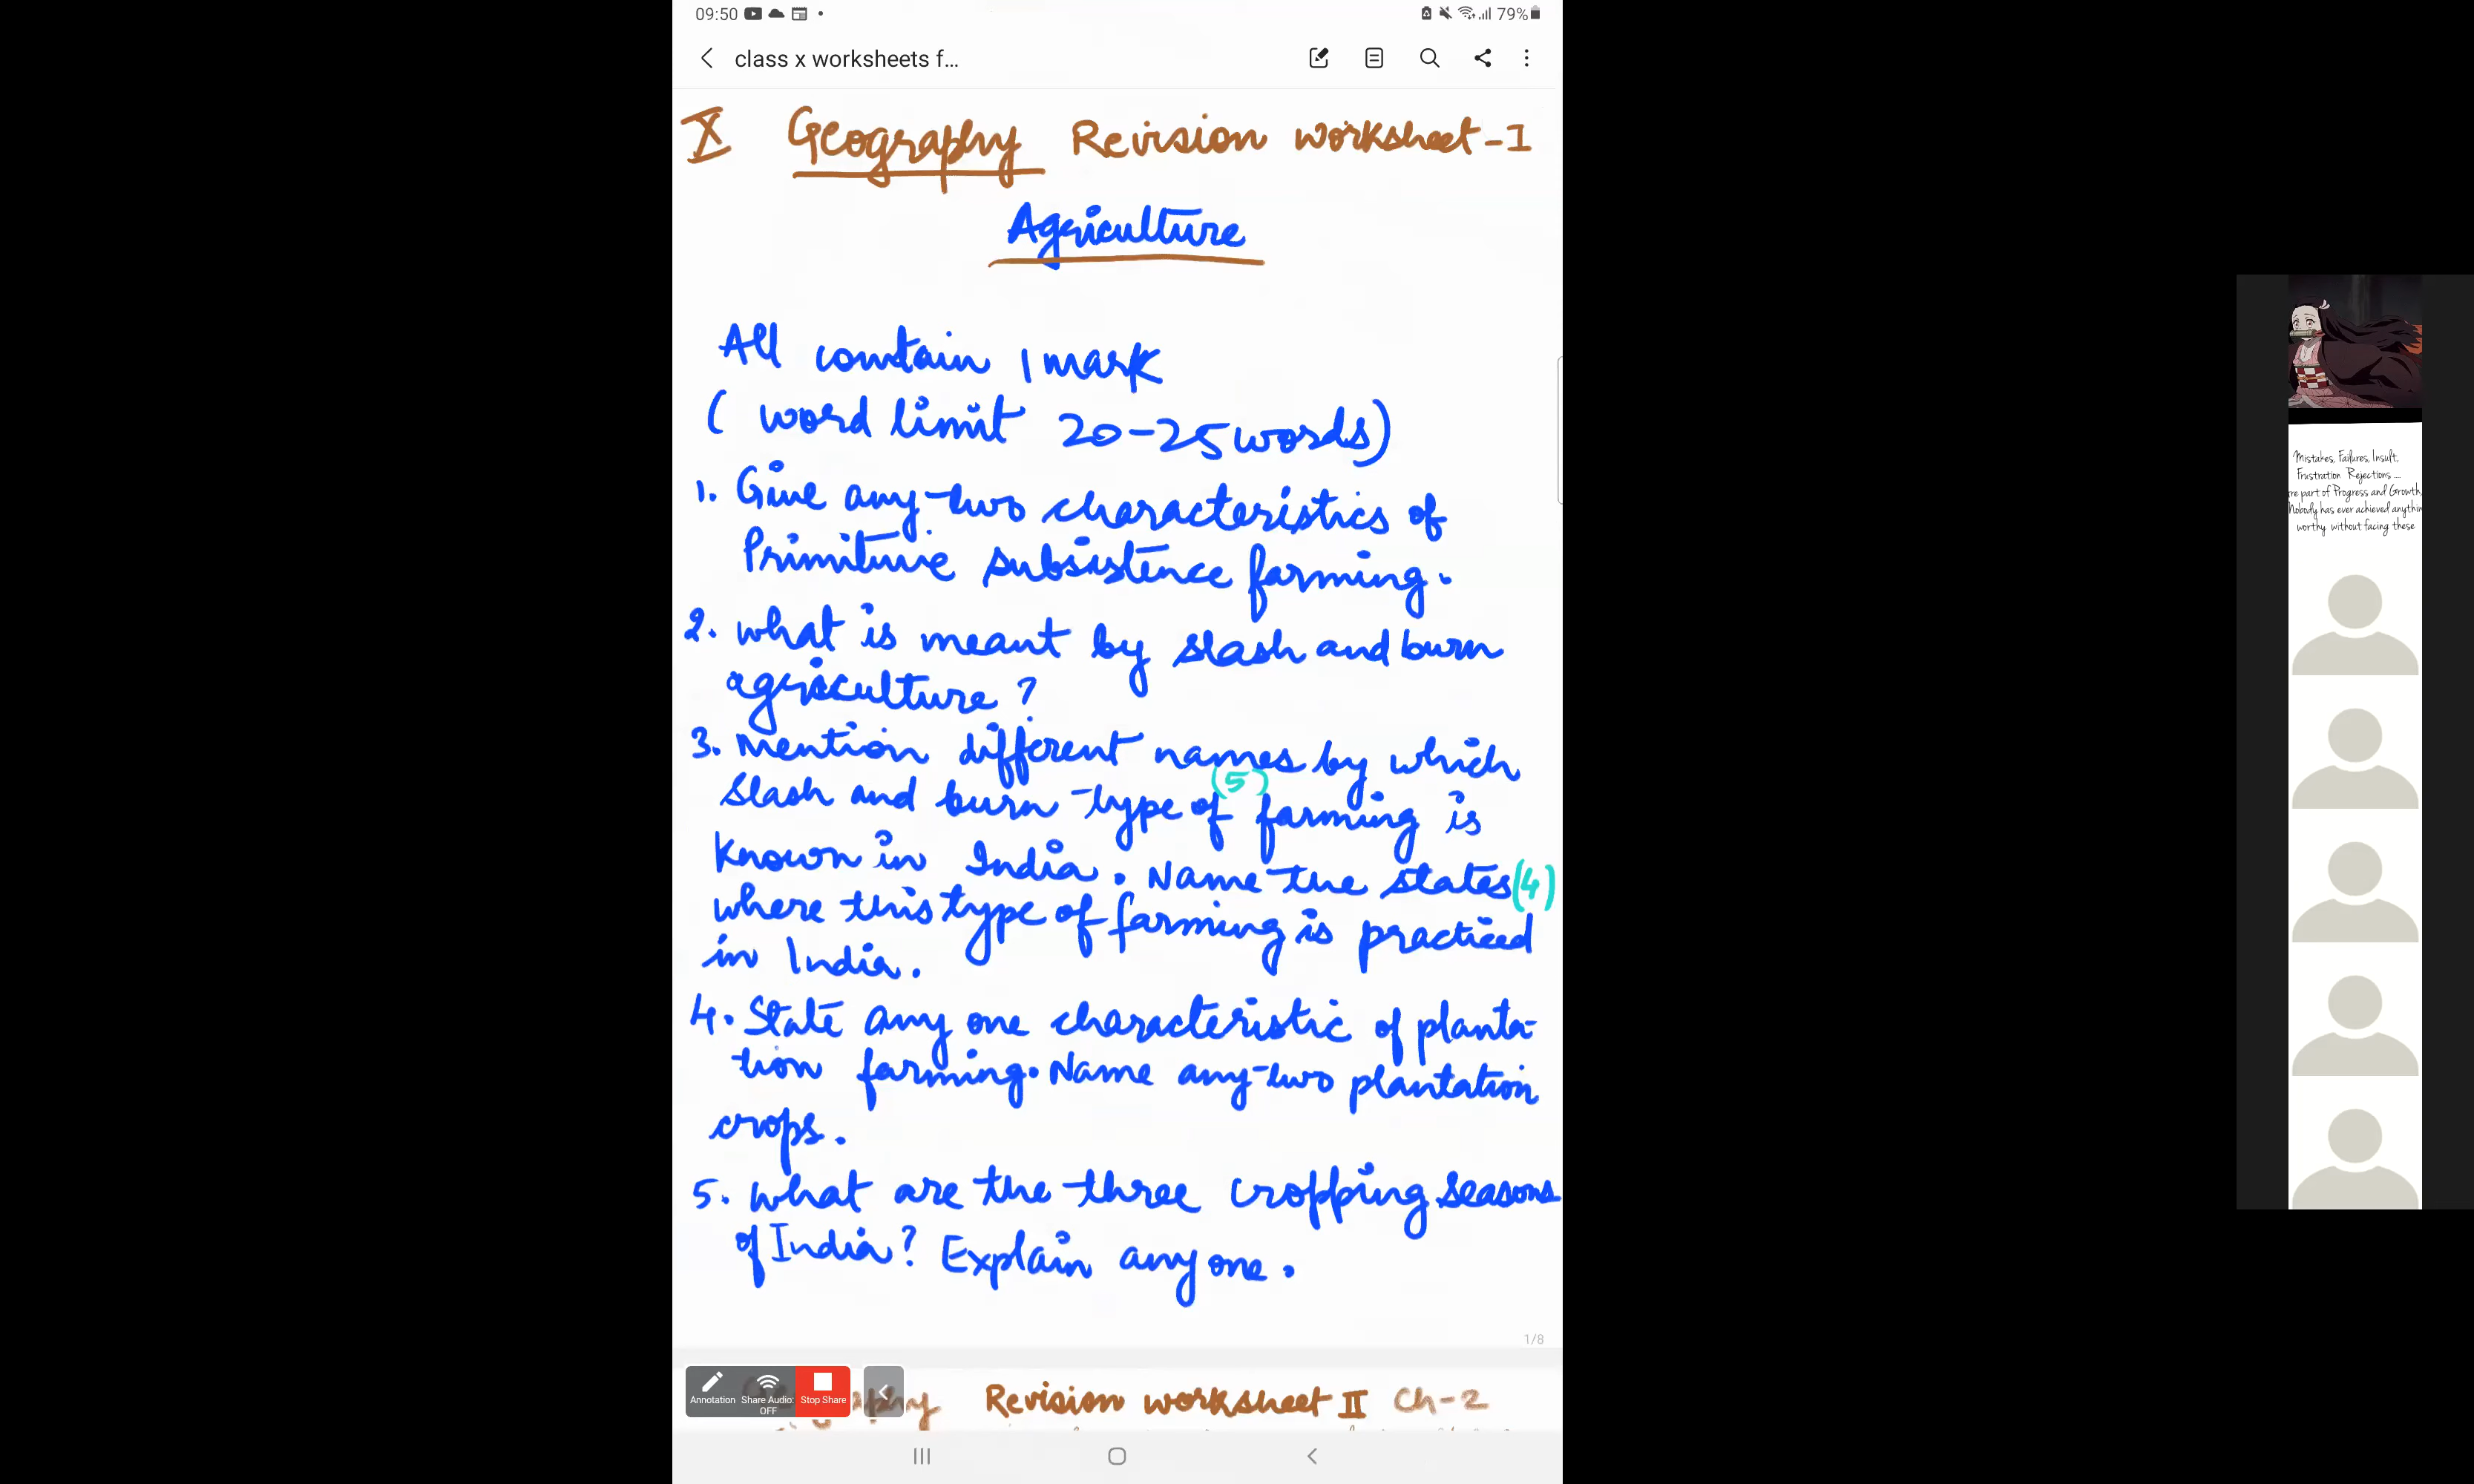 09:50
79%
class x worksheets f...
X Geography Revision worksheet-I
Agriculture
All contain 1 mark
(word limit 20-25 words)
1. Give any two characteristics of
Primitive subsistence farming.
2. what is meant by slash and burn
agriculture?
3. Mention different names by which
(5)
slash and burn type of farming is
known in India. Name the states (4)
where this type of farming is practiced
in India.
4. State any one characteristic of planta-
tion farming. Name any two plantation
crops.
5. what are the three cropping seasons
of India? Explain any one.
1/8
Annotation
Share Audio:
OFF
Stop Share
Revision worksheet II Ch-2
Mistakes, Failures, Insult,
Frustration Rejections ...
re part of Progress and Growth,
Nobody has ever achieved anythin
worthy without facing these